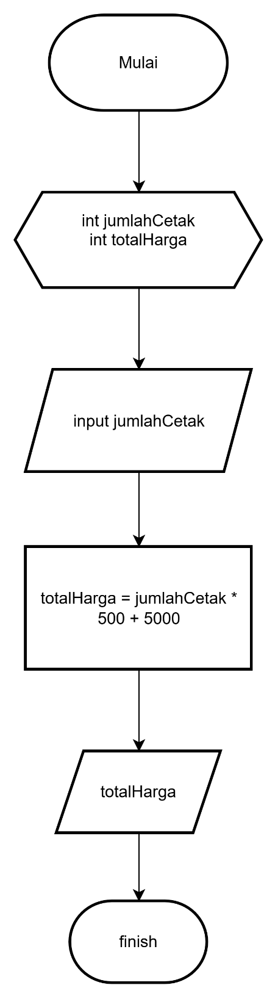 Mulai
int jumlahCetak
int totalHarga
input jumlahCetak
totalHarga = jumlahCetak *
500 + 5000
totalHarga
finish